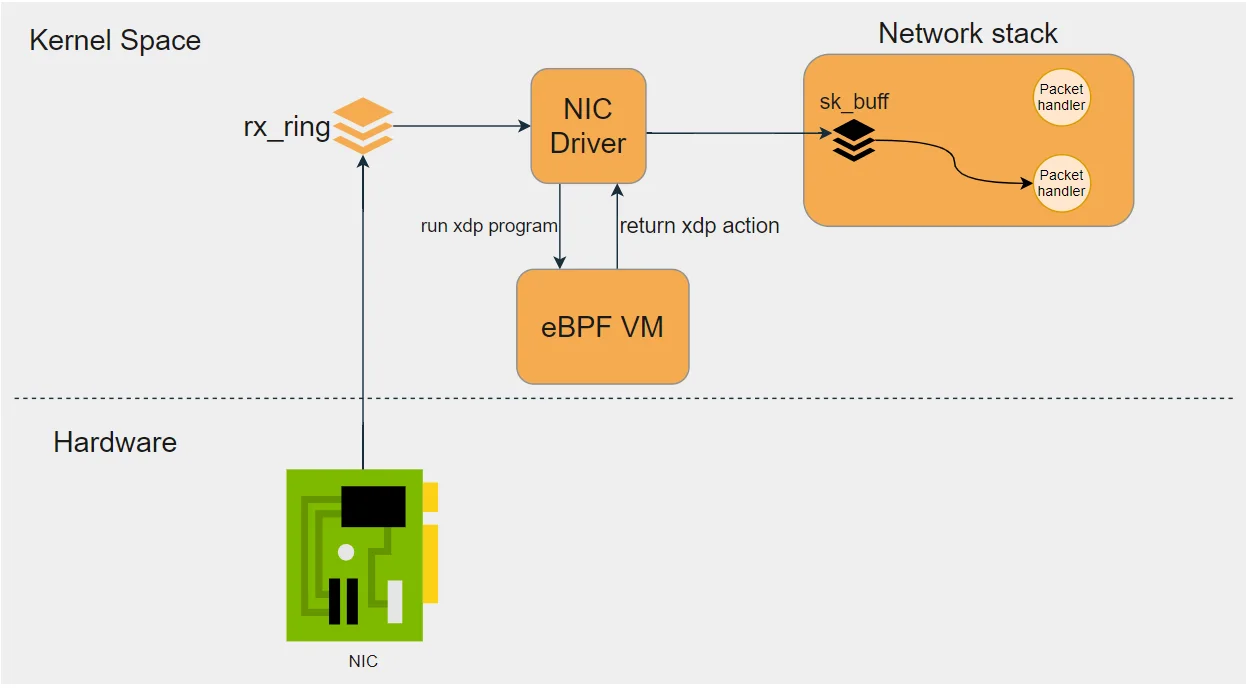 Kernel Space
Network stack
rx_ring
NIC
Driver
sk_buff
Packet
handler
Packet
handler
run xdp program
return xdp action
eBPF VM
Hardware
NIC